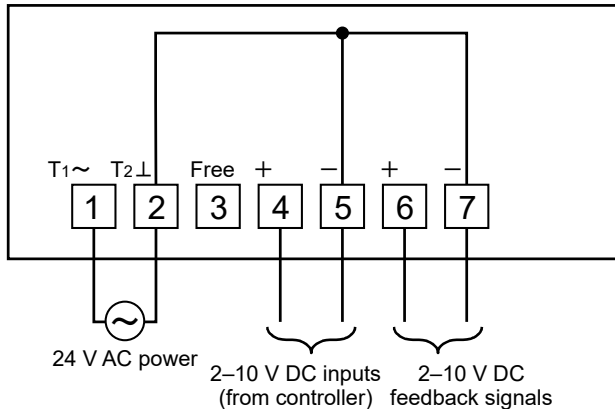 T1~ T2⊥ Free + − + −
1 2 3 4 5 6 7
~
24 V AC power
2–10 V DC inputs
(from controller)
2–10 V DC
feedback signals